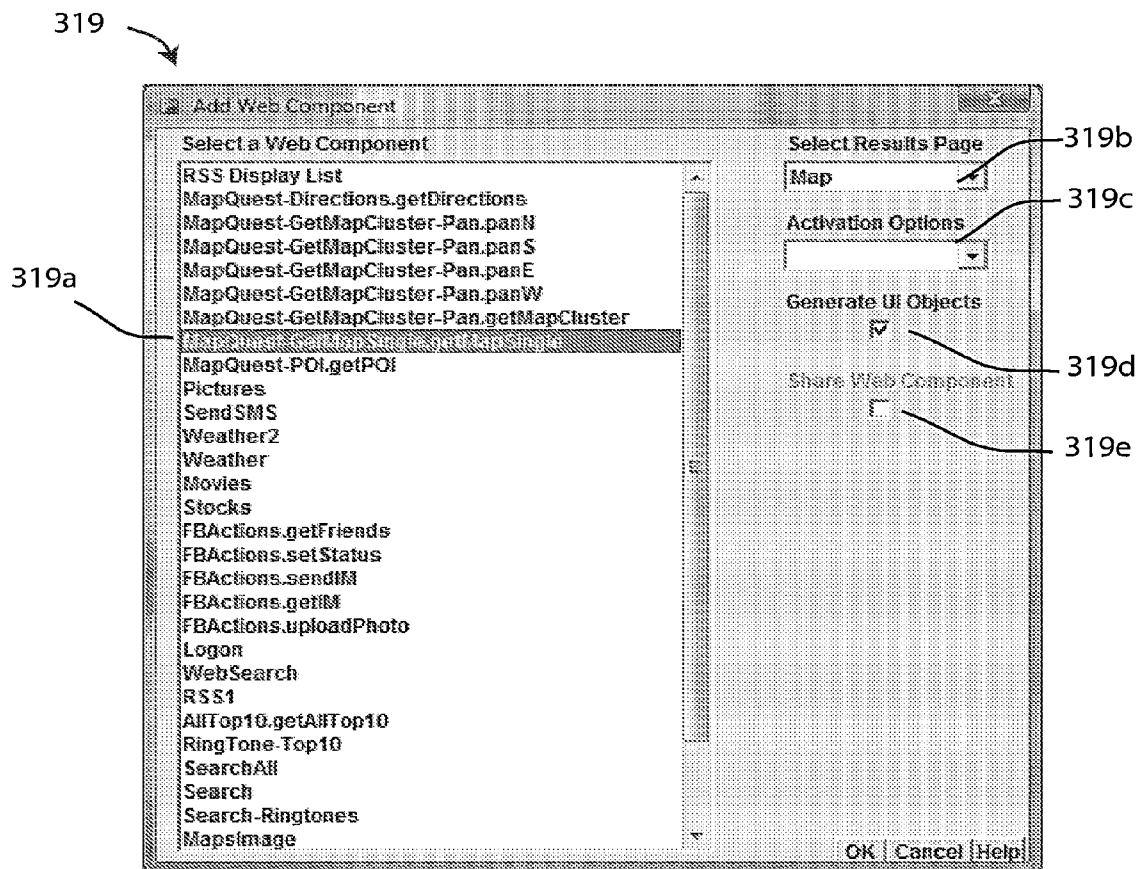 319
Add Web Component
Select a Web Component
RSS Display List
MapQuest-Directions.getDirections
MapQuest-GetMapCluster-Pan.panN
MapQuest-GetMapCluster-Pan.panS
MapQuest-GetMapCluster-Pan.panE
MapQuest-GetMapCluster-Pan.panW
MapQuest-GetMapCluster-Pan.getMapCluster
MapQuest-POI.getPOI
Pictures
SendSMS
Weather2
Weather
Movies
Stocks
FBActions.getFriends
FBActions.setStatus
FBActions.sendIM
FBActions.getIM
FBActions.uploadPhoto
Logon
WebSearch
RSS1
AllTop10.getAllTop10
RingTone-Top10
SearchAll
Search
Search-Ringtones
MapsImage
319a
Select Results Page
Map
319b
Activation Options
319c
Generate UI Objects
319d
Share Web Component
319e
OK Cancel Help